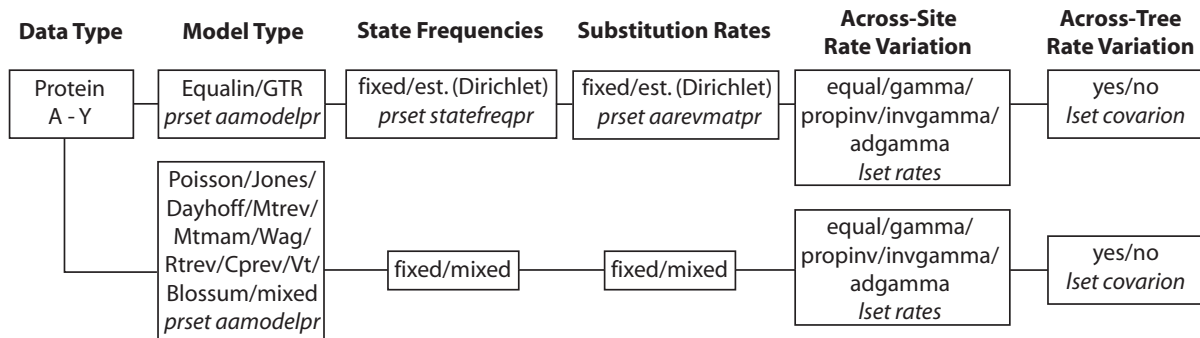 Data Type
Model Type
State Frequencies
Substitution Rates
Across-Site
Rate Variation
Across-Tree
Rate Variation
Protein
A - Y
Equalin/GTR
prset aamodelpr
fixed/est. (Dirichlet)
prset statefreqpr
fixed/est. (Dirichlet)
prset aarevmatpr
equal/gamma/
propinv/invgamma/
adgamma
lset rates
yes/no
lset covarion
Poisson/Jones/
Dayhoff/Mtrev/
Mtmam/Wag/
Rtrev/Cprev/Vt/
Blossum/mixed
prset aamodelpr
fixed/mixed
fixed/mixed
equal/gamma/
propinv/invgamma/
adgamma
lset rates
yes/no
lset covarion